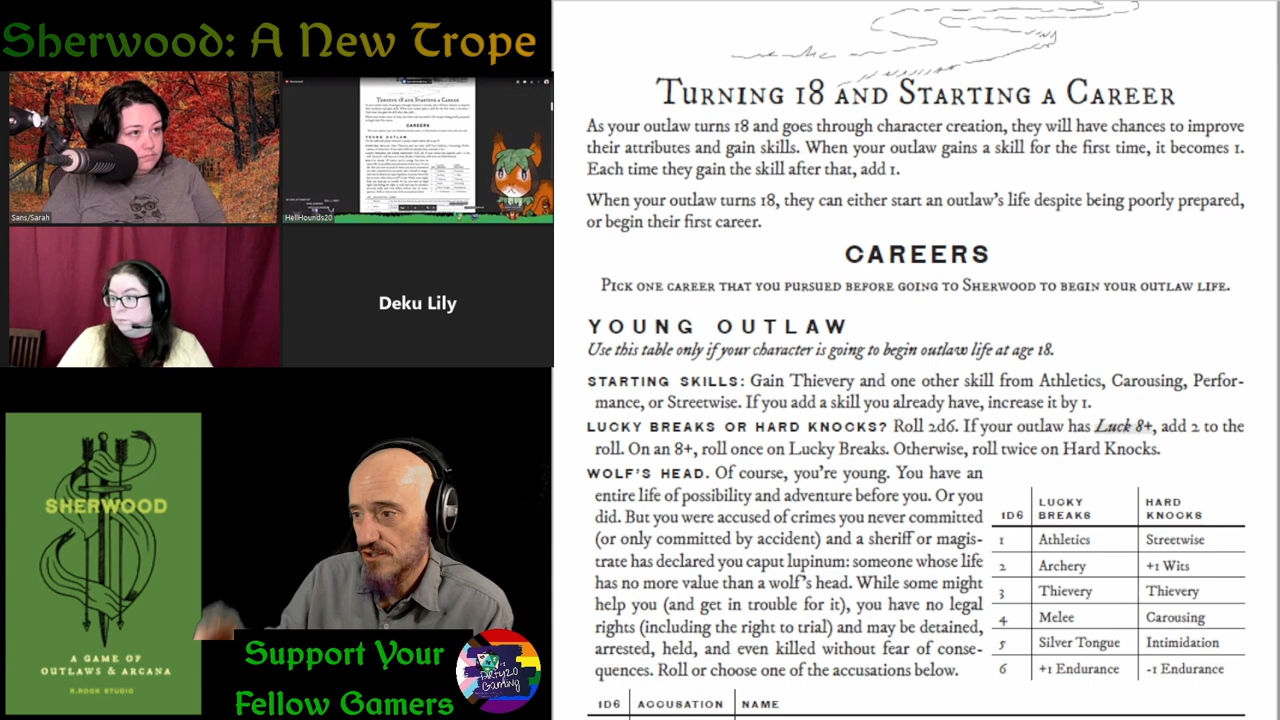 Sherwood: A New Trope
Sans/Sarah
HellHounds20
Deku Lily
SHERWOOD
A GAME OF
OUTLAWS & ARCANA
R.ROOK STUDIO
Support Your
Fellow Gamers
TURNING 18 AND STARTING A CAREER
As your outlaw turns 18 and goes through character creation, they will have chances to improve
their attributes and gain skills. When your outlaw gains a skill for the first time, it becomes 1.
Each time they gain the skill after that, add 1.
When your outlaw turns 18, they can either start an outlaw's life despite being poorly prepared,
or begin their first career.
CAREERS
PICK ONE CAREER THAT YOU PURSUED BEFORE GOING TO SHERWOOD TO BEGIN YOUR OUTLAW LIFE.
YOUNG OUTLAW
Use this table only if your character is going to begin outlaw life at age 18.
STARTING SKILLS: Gain Thievery and one other skill from Athletics, Carousing, Perfor-
mance, or Streetwise. If you add a skill you already have, increase it by 1.
LUCKY BREAKS OR HARD KNOCKS? Roll 2d6. If your outlaw has Luck 8+, add 2 to the
roll. On an 8+, roll once on Lucky Breaks. Otherwise, roll twice on Hard Knocks.
WOLF'S HEAD. Of course, you're young. You have an
entire life of possibility and adventure before you. Or you
did. But you were accused of crimes you never committed
(or only committed by accident) and a sheriff or magis-
trate has declared you caput lupinum: someone whose life
has no more value than a wolf's head. While some might
help you (and get in trouble for it), you have no legal
rights (including the right to trial) and may be detained,
arrested, held, and even killed without fear of conse-
quences. Roll or choose one of the accusations below.
1D6 LUCKY BREAKS HARD KNOCKS
1 Athletics Streetwise
2 Archery +1 Wits
3 Thievery Thievery
4 Melee Carousing
5 Silver Tongue Intimidation
6 +1 Endurance -1 Endurance
1D6 ACCUSATION NAME